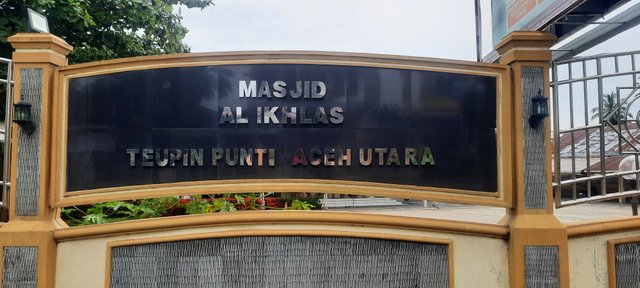 MASJID
AL IKHLAS
TEUPIN PUNTI ACEH UTARA